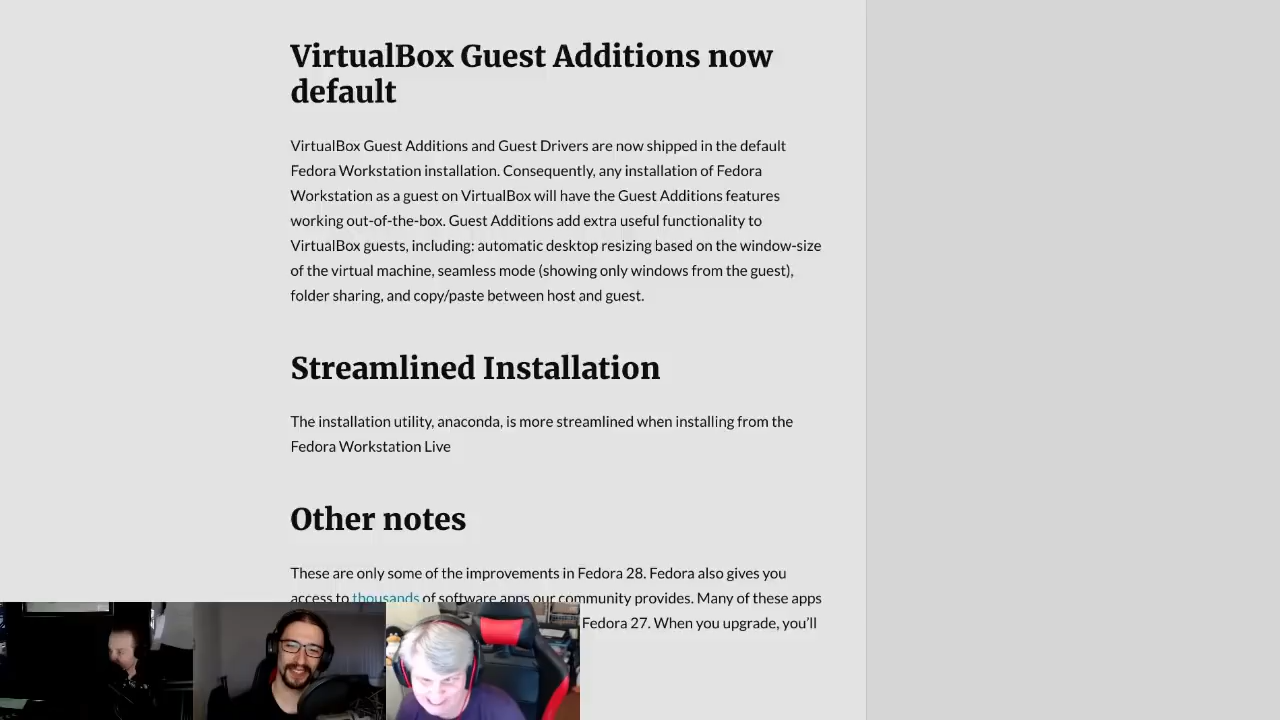 VirtualBox Guest Additions now
default
VirtualBox Guest Additions and Guest Drivers are now shipped in the default
Fedora Workstation installation. Consequently, any installation of Fedora
Workstation as a guest on VirtualBox will have the Guest Additions features
working out-of-the-box. Guest Additions add extra useful functionality to
VirtualBox guests, including: automatic desktop resizing based on the window-size
of the virtual machine, seamless mode (showing only windows from the guest),
folder sharing, and copy/paste between host and guest.
Streamlined Installation
The installation utility, anaconda, is more streamlined when installing from the
Fedora Workstation Live
Other notes
These are only some of the improvements in Fedora 28. Fedora also gives you
access to thousands of software apps our community provides. Many of these apps
Fedora 27. When you upgrade, you’ll